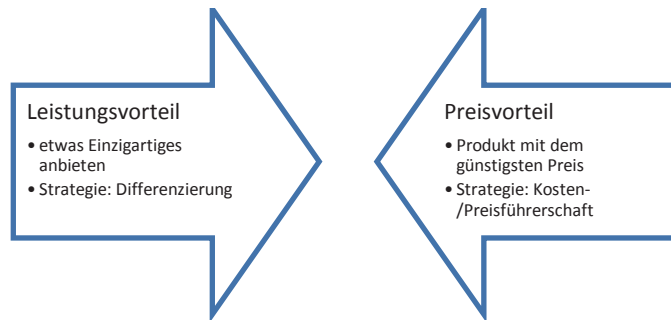 Leistungsvorteil
• etwas Einzigartiges
anbieten
• Strategie: Differenzierung
Preisvorteil
• Produkt mit dem
günstigsten Preis
• Strategie: Kosten-
/Preisführerschaft